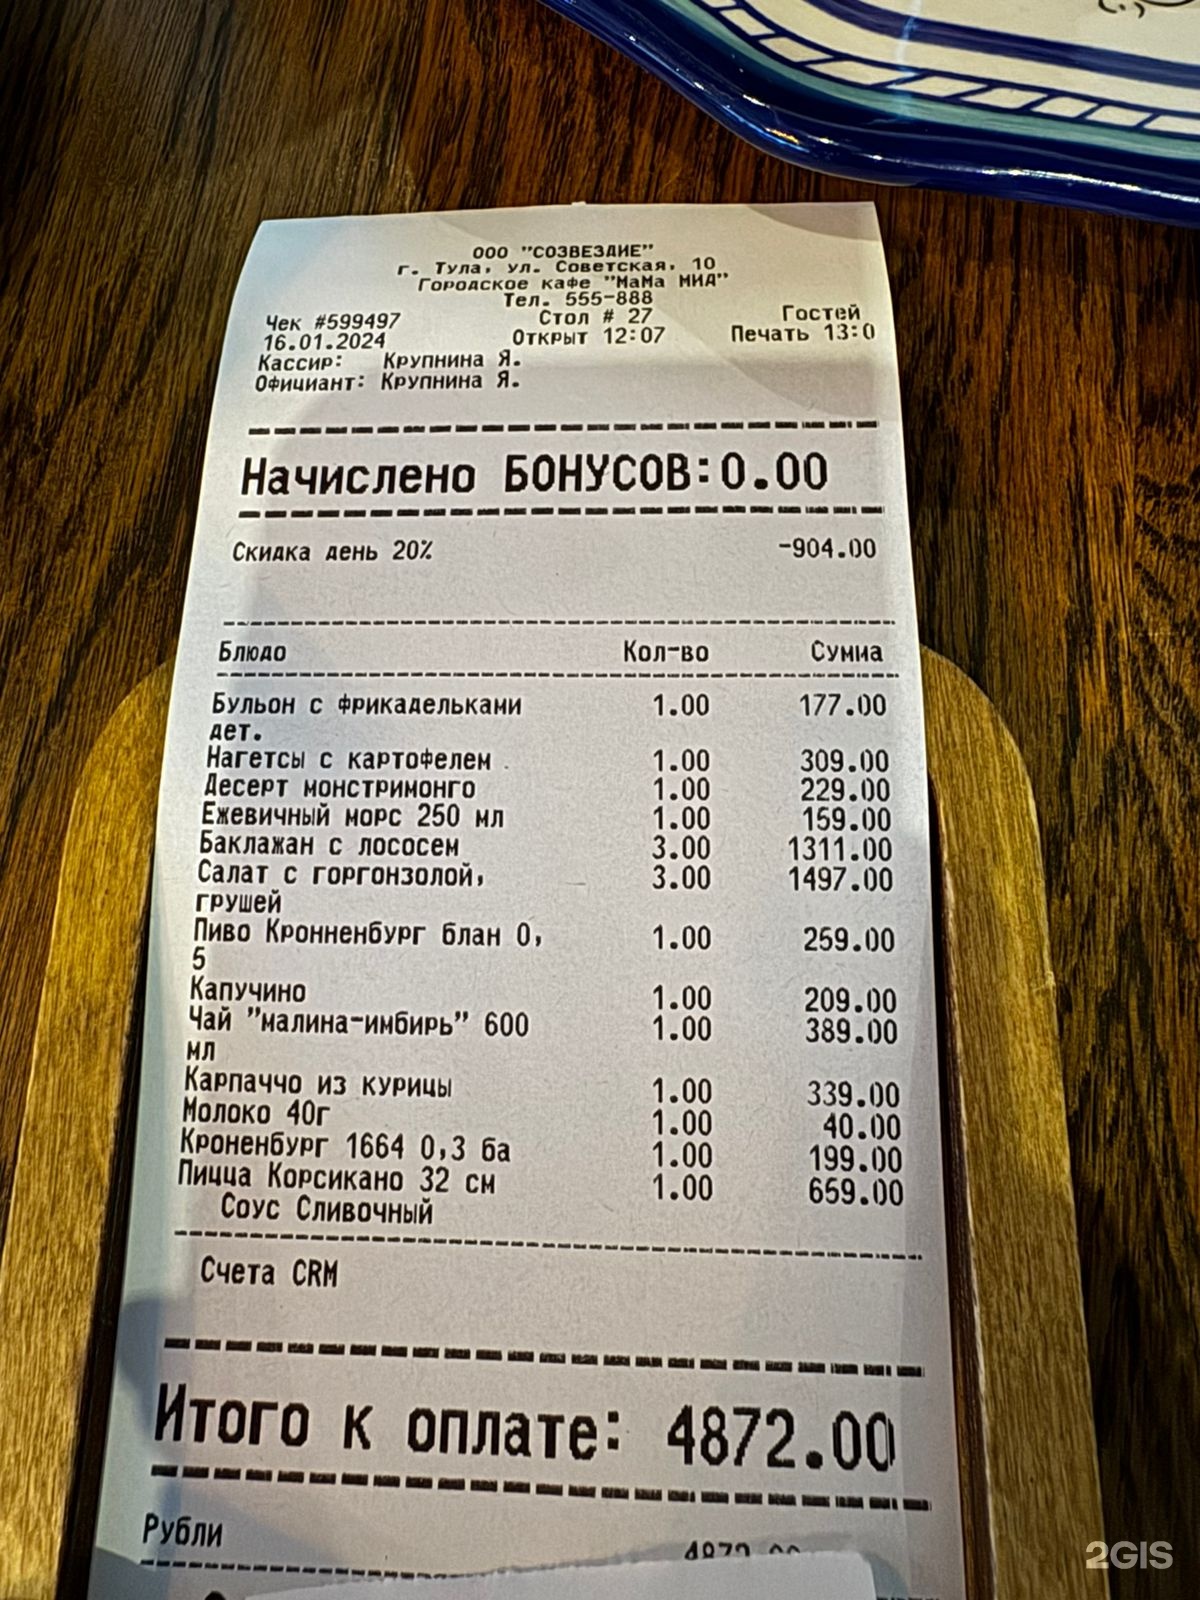 ООО "СОЗВЕЗДИЕ"
г. Тула, ул. Советская, 10
Городское кафе "МаМа МИА"
Тел. 555-888
Чек #599497 Стол # 27 Гостей
16.01.2024 Открыт 12:07 Печать 13:0
Кассир: Крупнина Я.
Официант: Крупнина Я.
Начислено БОНУСОВ:0.00
Скидка день 20% -904.00
Блюдо Кол-во Сумма
Бульон с фрикадельками 1.00 177.00
дет.
Нагетсы с картофелем 1.00 309.00
Десерт монстримонго 1.00 229.00
Ежевичный морс 250 мл 1.00 159.00
Баклажан с лососем 3.00 1311.00
Салат с горгонзолой, 3.00 1497.00
грушей
Пиво Кронненбург блан 0, 1.00 259.00
5
Капучино 1.00 209.00
Чай "малина-имбирь" 600 1.00 389.00
мл
Карпаччо из курицы 1.00 339.00
Молоко 40г 1.00 40.00
Кроненбург 1664 0,3 ба 1.00 199.00
Пицца Корсикано 32 см 1.00 659.00
Соус Сливочный
Счета CRM
Итого к оплате: 4872.00
Рубли 4872.00
2GIS